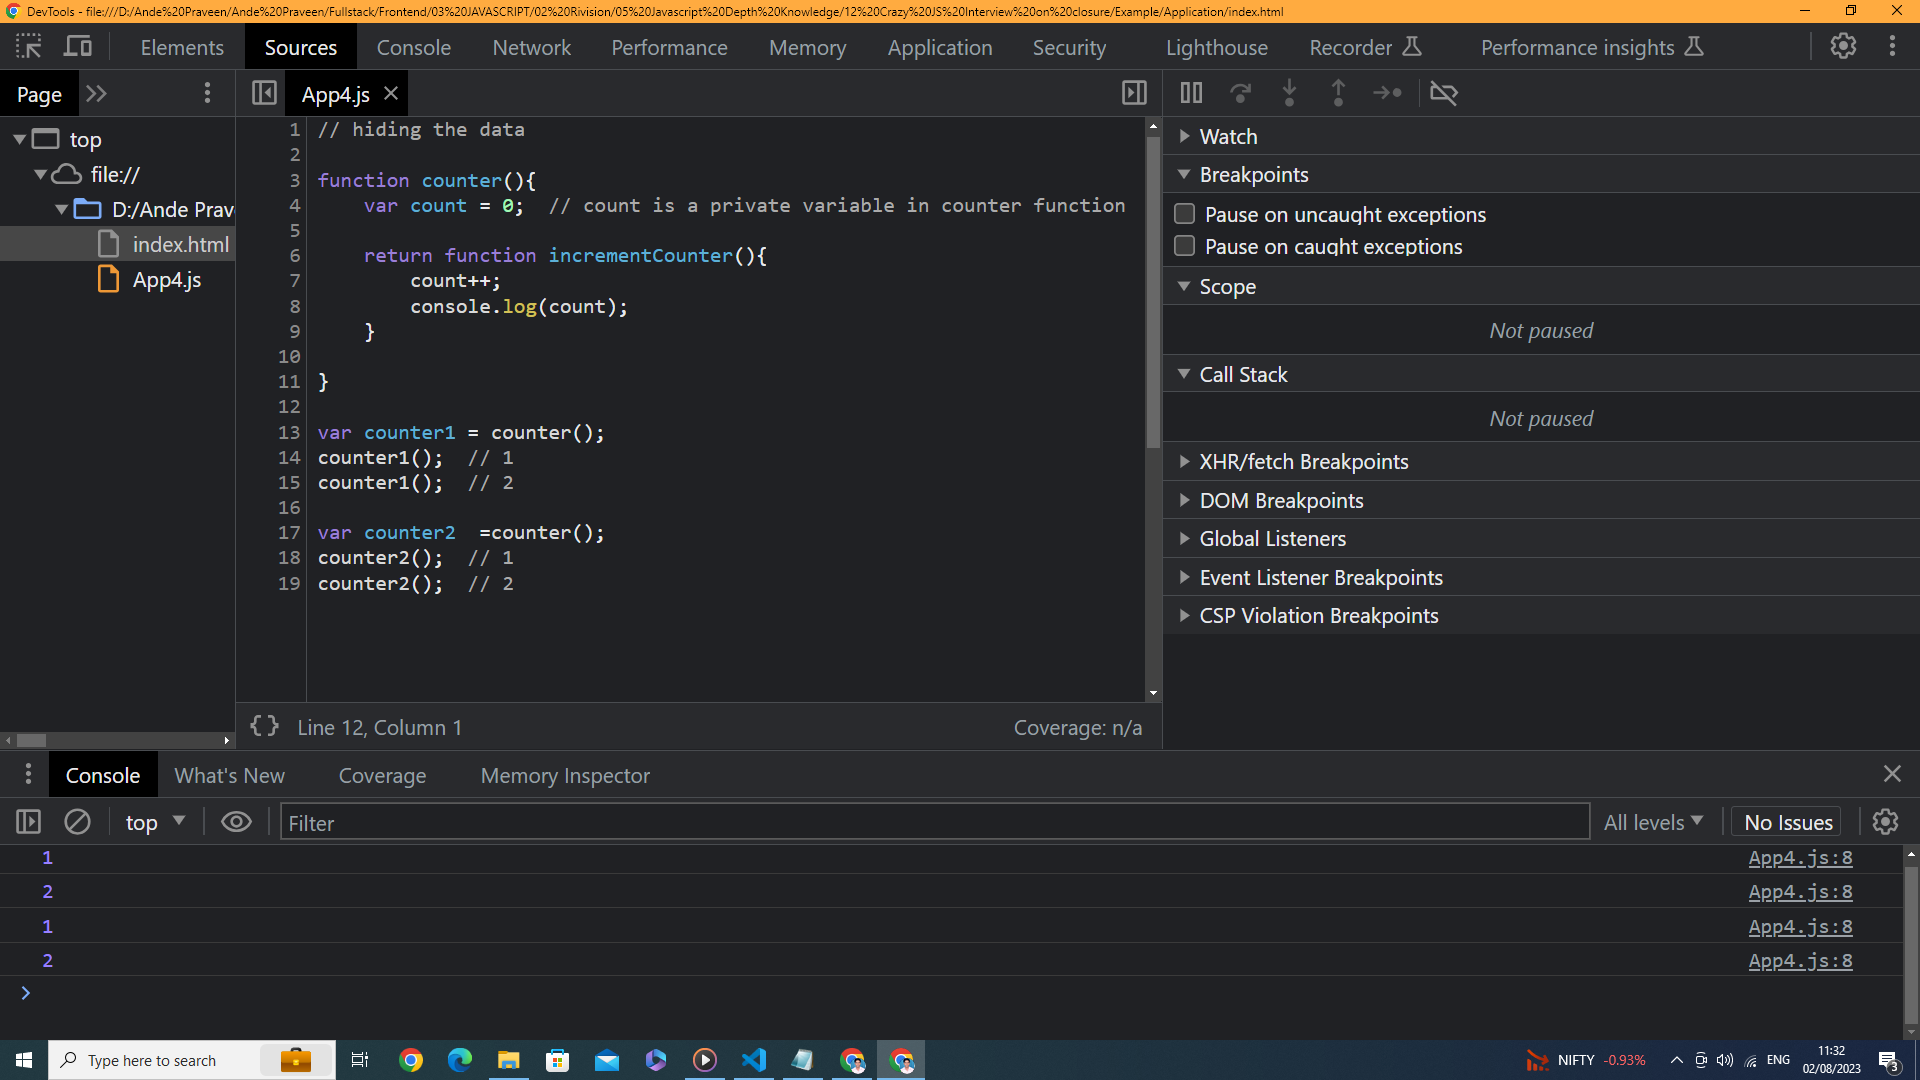 DevTools - file:///D:/Ande%20Praveen/Ande%20Praveen/Fullstack/Frontend/03%20JAVASCRIPT/02%20Rivision/05%20Javascript%20Depth%20Knowledge/12%20Crazy%20JS%20Interview%20on%20closure/Example/Application/index.html
Elements Sources Console Network Performance Memory Application Security Lighthouse Recorder Performance insights
Page
App4.js
top
file://
D:/Ande Prav
index.html
App4.js
1 // hiding the data
2
3 function counter(){
4 var count = 0; // count is a private variable in counter function
5
6 return function incrementCounter(){
7 count++;
8 console.log(count);
9 }
10
11 }
12
13 var counter1 = counter();
14 counter1(); // 1
15 counter1(); // 2
16
17 var counter2 =counter();
18 counter2(); // 1
19 counter2(); // 2
{} Line 12, Column 1
Coverage: n/a
Watch
Breakpoints
Pause on uncaught exceptions
Pause on caught exceptions
Scope
Not paused
Call Stack
Not paused
XHR/fetch Breakpoints
DOM Breakpoints
Global Listeners
Event Listener Breakpoints
CSP Violation Breakpoints
Console What's New Coverage Memory Inspector
top Filter All levels No Issues
1 App4.js:8
2 App4.js:8
1 App4.js:8
2 App4.js:8
Type here to search
NIFTY -0.93%
ENG
11:32
02/08/2023
3